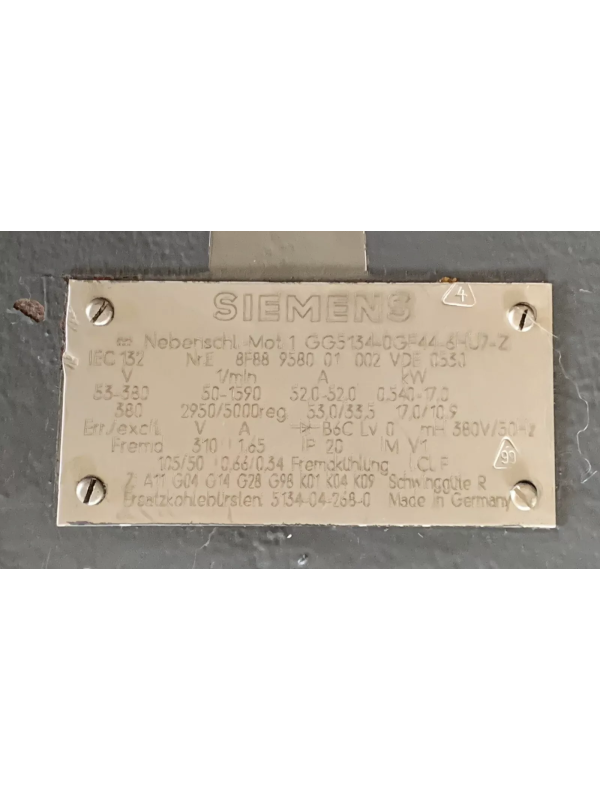 4
SIEMENS
Nebenschl. Mot. 1 GG5134-0GF44-6HU7-Z
IEC 132 Nr.E 8F88 9580 01 002 VDE 0530
V 1/min A kW
53-380 50-1590 52,0-52,0 0,540-17,0
380 2950/5000reg 53,0/33,5 17,0/10,9
Err./excit. V A B6C Lv 0 mH 380V/50Hz
Fremd 310 1,65 IP 20 IM V1
105/50 0,66/0,34 Fremdkühlung I.CL.F
90
Z A11 G04 G14 G28 G98 K01 K04 K09 Schwinggüte R
Ersatzkohlebürsten 5134-04-268-0 Made in Germany